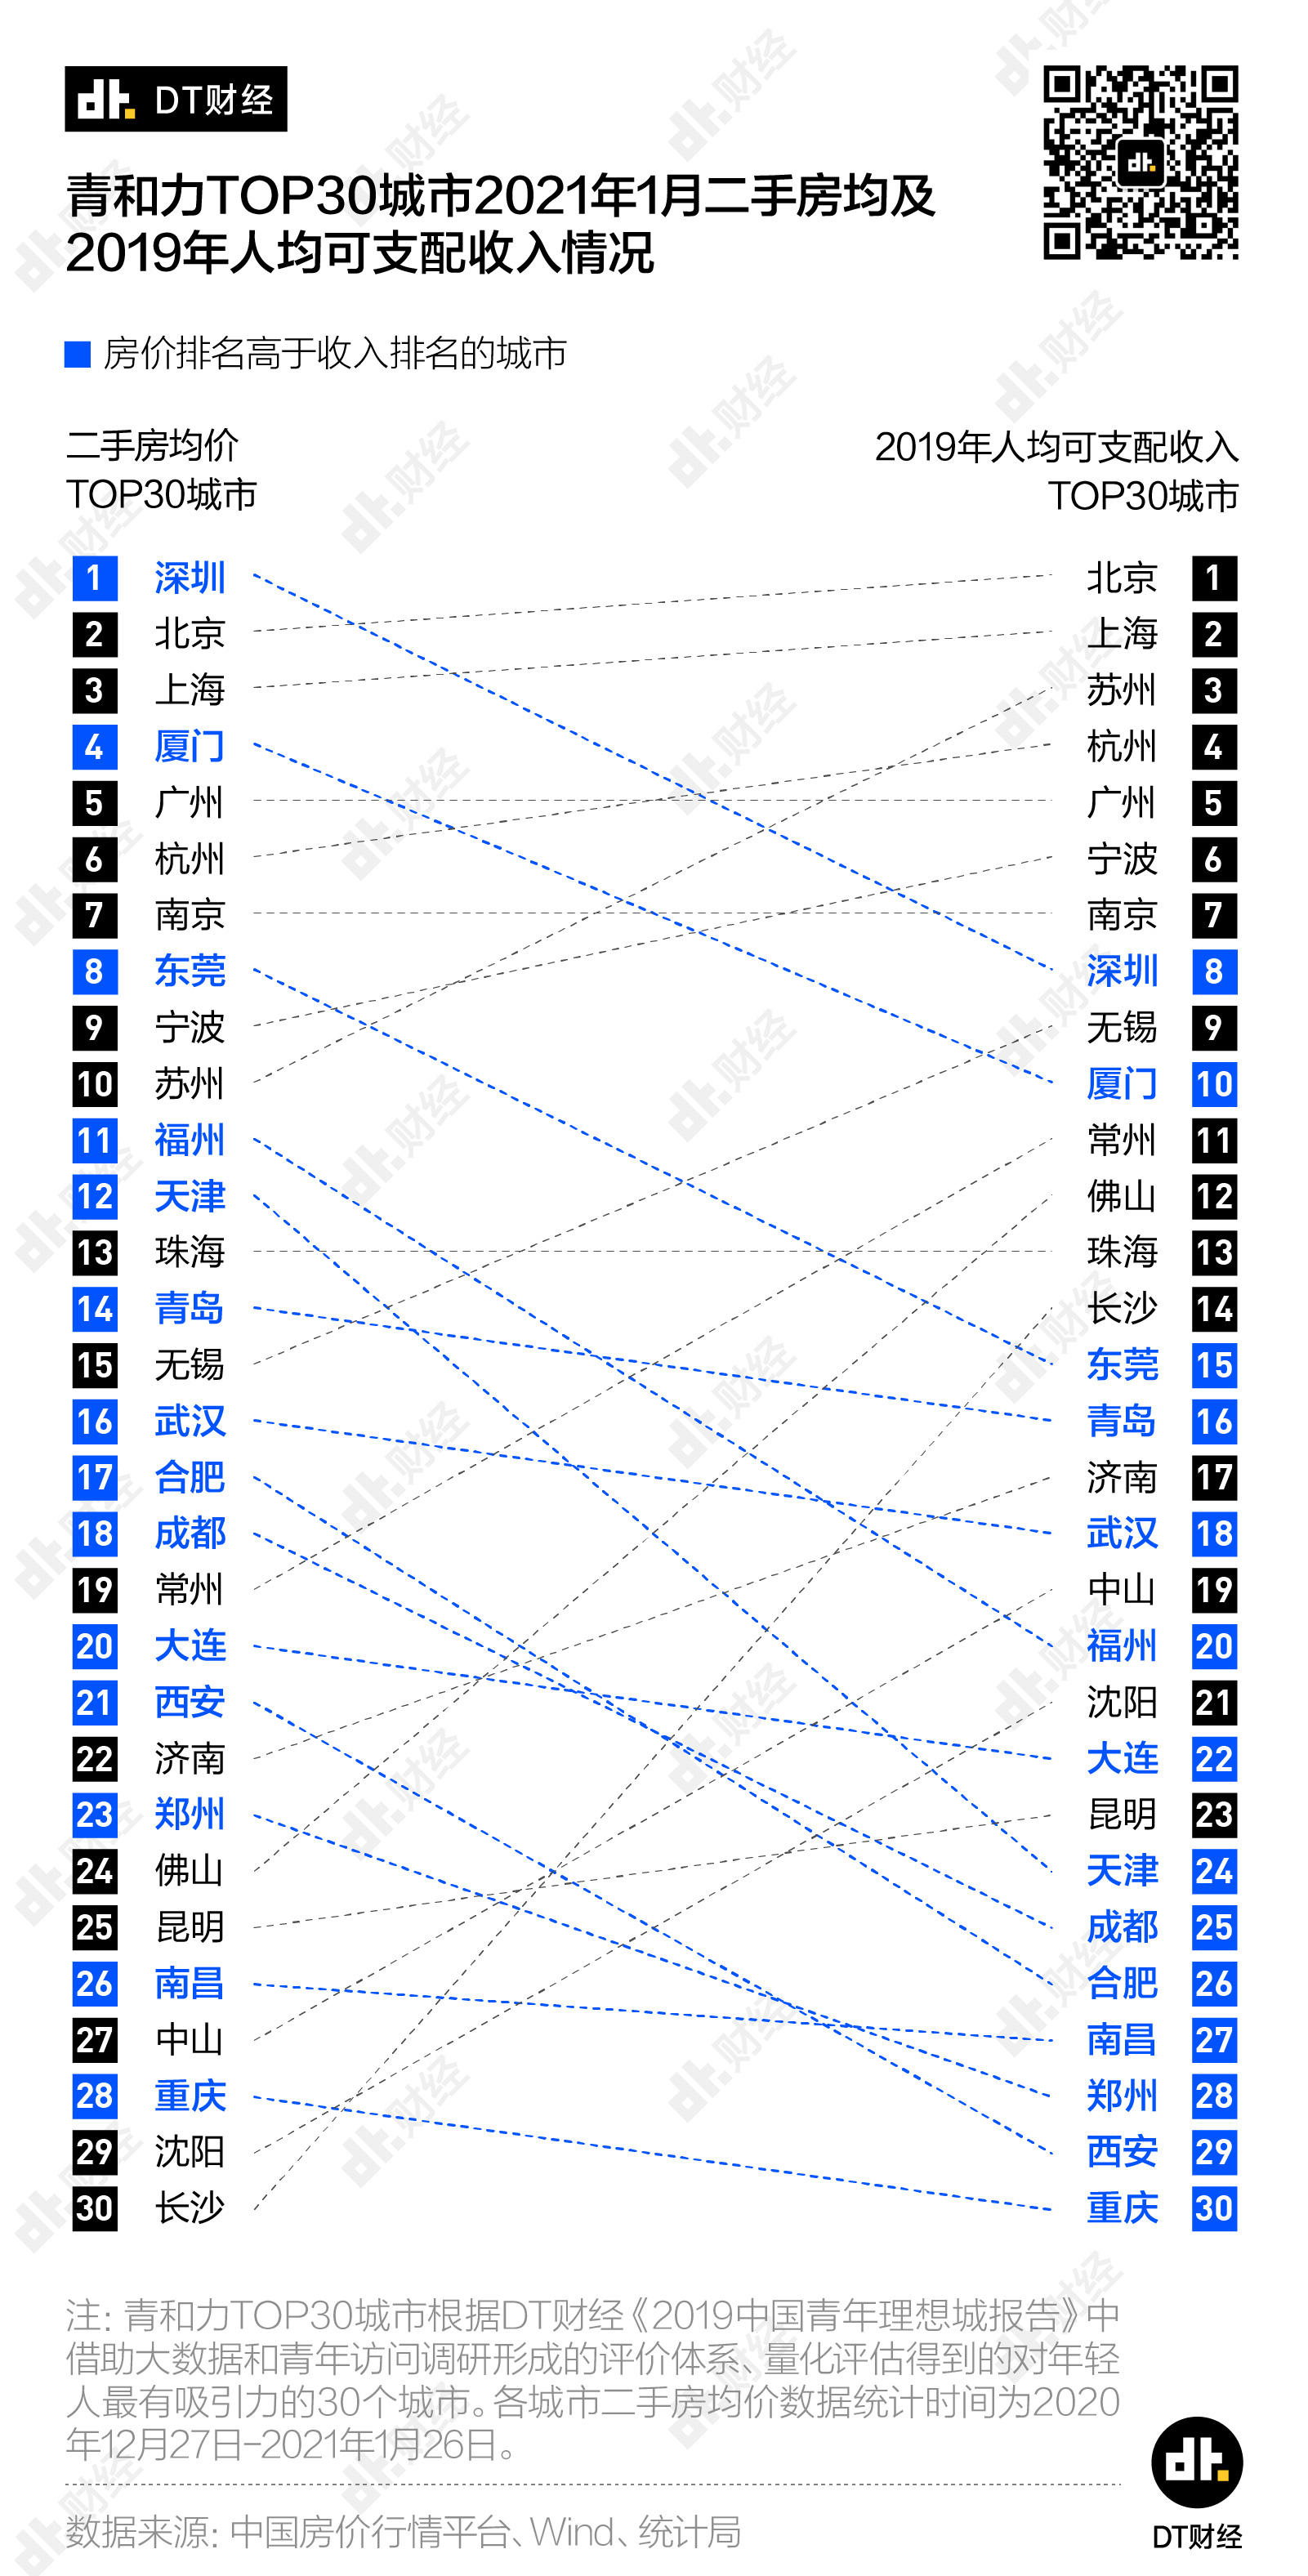 DT财经
青和力TOP30城市2021年1月二手房均及
2019年人均可支配收入情况
房价排名高于收入排名的城市
二手房均价
TOP30城市
2019年人均可支配收入
TOP30城市
1 深圳 北京 1
2 北京 上海 2
3 上海 苏州 3
4 厦门 杭州 4
5 广州 广州 5
6 杭州 宁波 6
7 南京 南京 7
8 东莞 深圳 8
9 宁波 无锡 9
10 苏州 厦门 10
11 福州 常州 11
12 天津 佛山 12
13 珠海 珠海 13
14 青岛 长沙 14
15 无锡 东莞 15
16 武汉 青岛 16
17 合肥 济南 17
18 成都 武汉 18
19 常州 中山 19
20 大连 福州 20
21 西安 沈阳 21
22 济南 大连 22
23 郑州 昆明 23
24 佛山 天津 24
25 昆明 成都 25
26 南昌 合肥 26
27 中山 南昌 27
28 重庆 郑州 28
29 沈阳 西安 29
30 长沙 重庆 30
注：青和力TOP30城市根据DT财经《2019中国青年理想城报告》中
借助大数据和青年访问调研形成的评价体系、量化评估得到的对年轻
人最有吸引力的30个城市。各城市二手房均价数据统计时间为2020
年12月27日-2021年1月26日。
数据来源：中国房价行情平台、Wind、统计局
DT财经